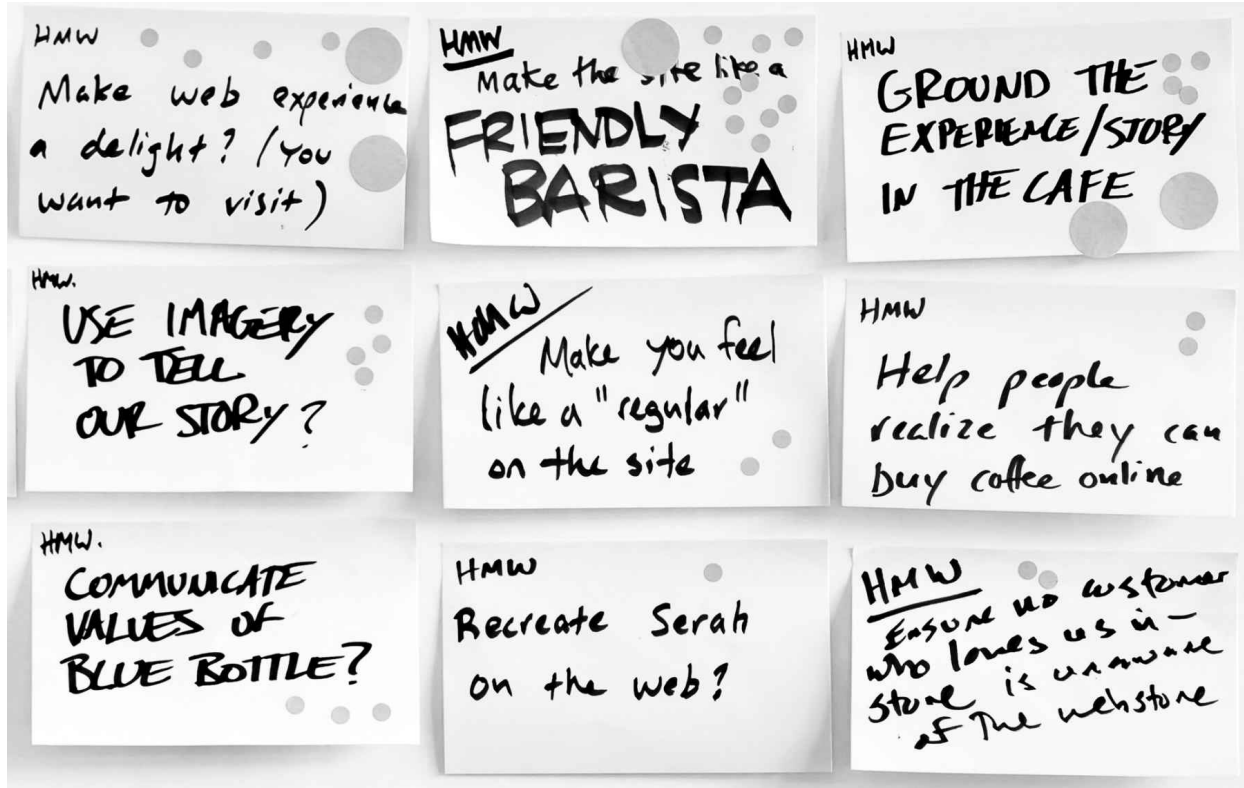 HMW
Make web experience
a delight? (you
want to visit)
HMW
Make the site like a
FRIENDLY
BARISTA
HMW
GROUND THE
EXPERIENCE/STORY
IN THE CAFE
HMW.
USE IMAGERY
TO TELL
OUR STORY?
HMW
Make you feel
like a "regular"
on the site
HMW
Help people
realize they can
buy coffee online
HMW.
COMMUNICATE
VALUES OF
BLUE BOTTLE?
HMW
Recreate Serah
on the web?
HMW
Ensure no customer
who loves us in-
store is unaware
of The webstore